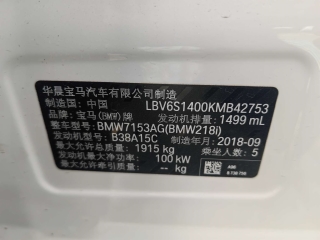 华晨宝马汽车有限公司制造
制造国:中国 LBV6S1400KMB42753
品牌:宝马(BMW)牌 发动机排量:1499 mL
整车型号:BMW7153AG(BMW218i)
发动机型号:B38A15C 制造年月 2018-09
最大允许总质量:1915 kg 乘坐人数:5
最大净功率: 100 kW
最大允许牵引质量: -- kg